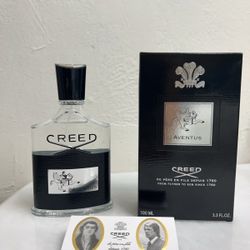 CREED
AVENTUS
CREED
DE PÈRE EN FILS DEPUIS 1760
FROM FATHER TO SON SINCE 1760
100 ML
3.3 FL.OZ
CREED